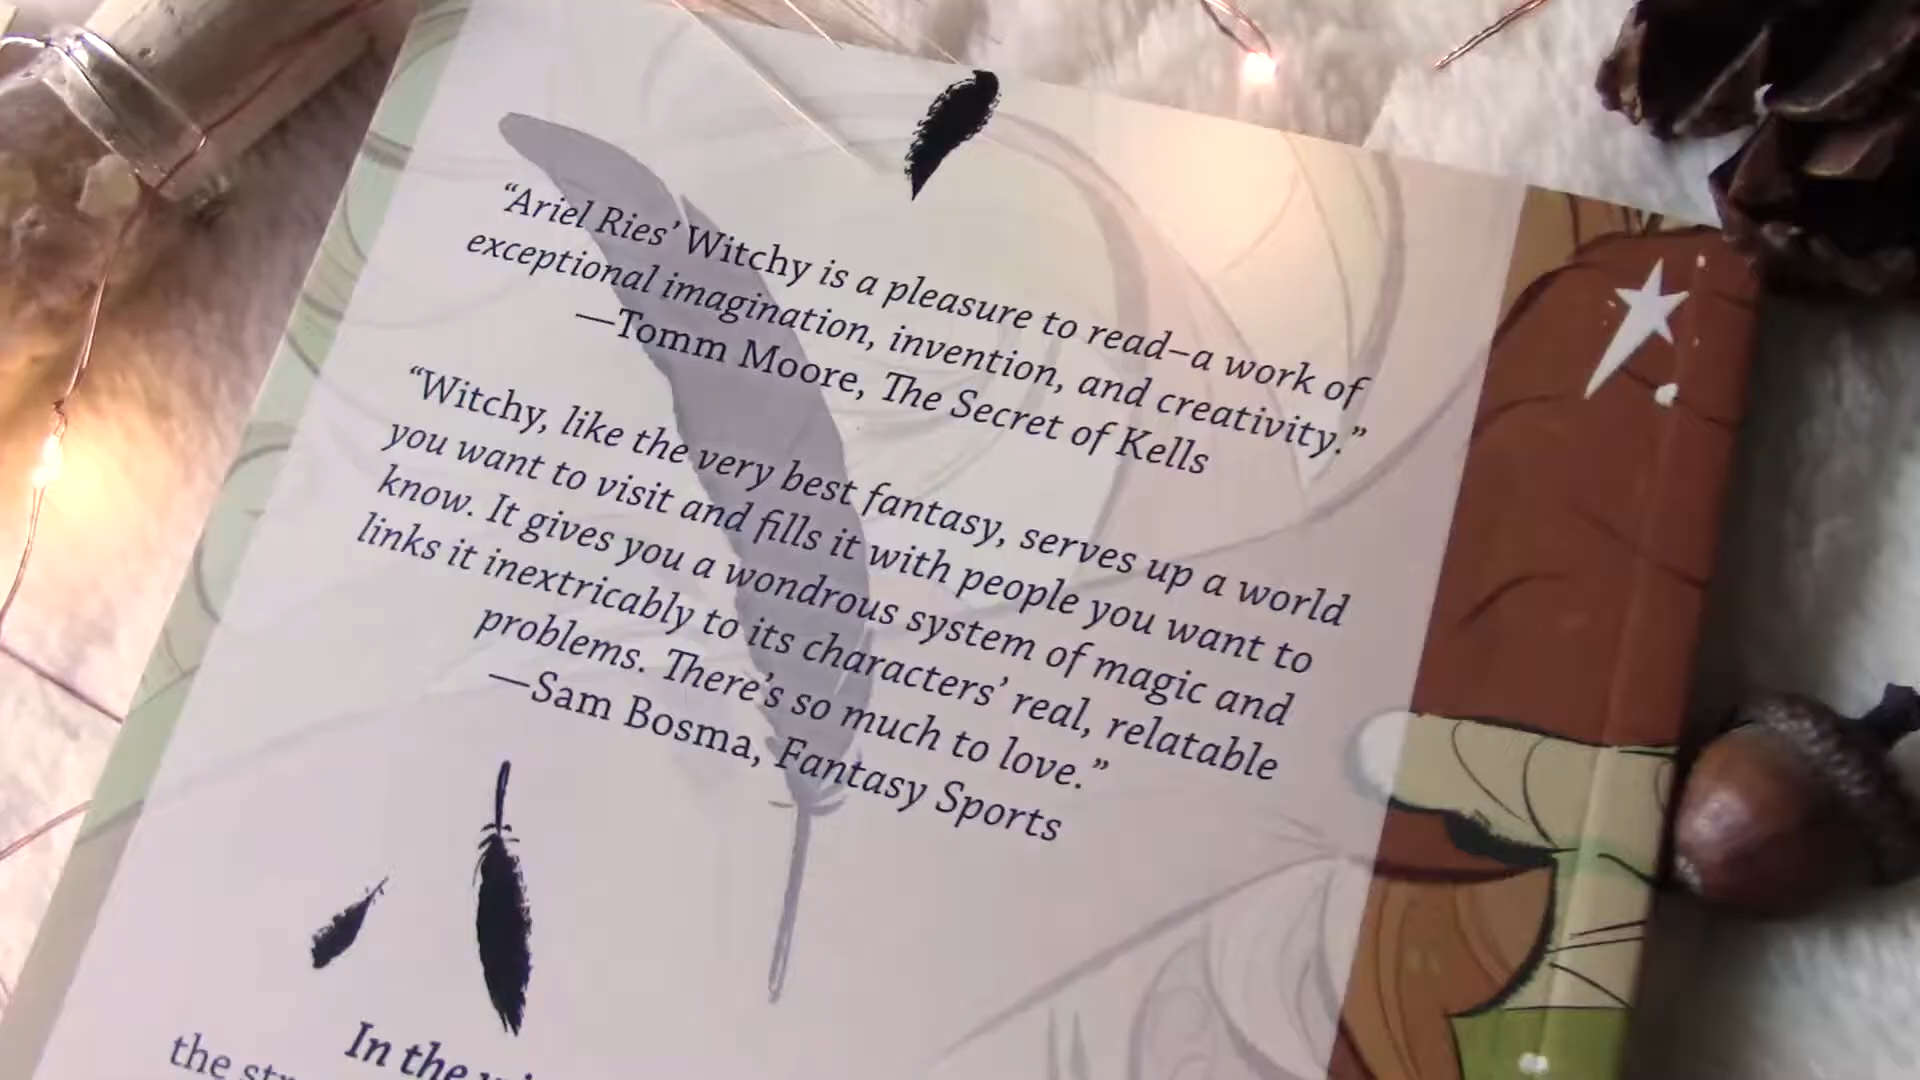 “Ariel Ries’ Witchy is a pleasure to read–a work of
exceptional imagination, invention, and creativity.”
—Tomm Moore, The Secret of Kells
“Witchy, like the very best fantasy, serves up a world
you want to visit and fills it with people you want to
know. It gives you a wondrous system of magic and
links it inextricably to its characters’ real, relatable
problems. There’s so much to love.”
—Sam Bosma, Fantasy Sports
In the
the